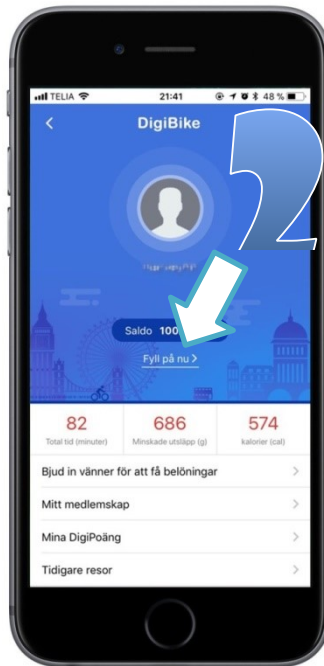 TELIA 21:41 48 %
DigiBike
2
Saldo 100
Fyll på nu >
82 686 574
Total tid (minuter) Minskade utsläpp (g) kalorier (cal)
Bjud in vänner för att få belöningar
Mitt medlemskap
Mina DigiPoäng
Tidigare resor